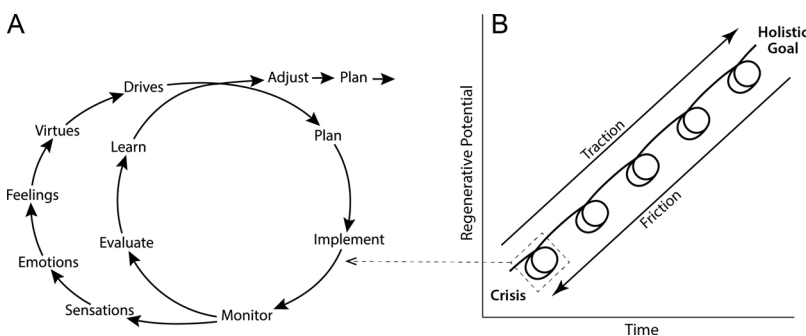 A
Drives
Adjust
Plan
Virtues
Learn
Plan
Feelings
Evaluate
Implement
Emotions
Sensations
Monitor
B
Holistic
Goal
Regenerative Potential
Traction
Friction
Crisis
Time